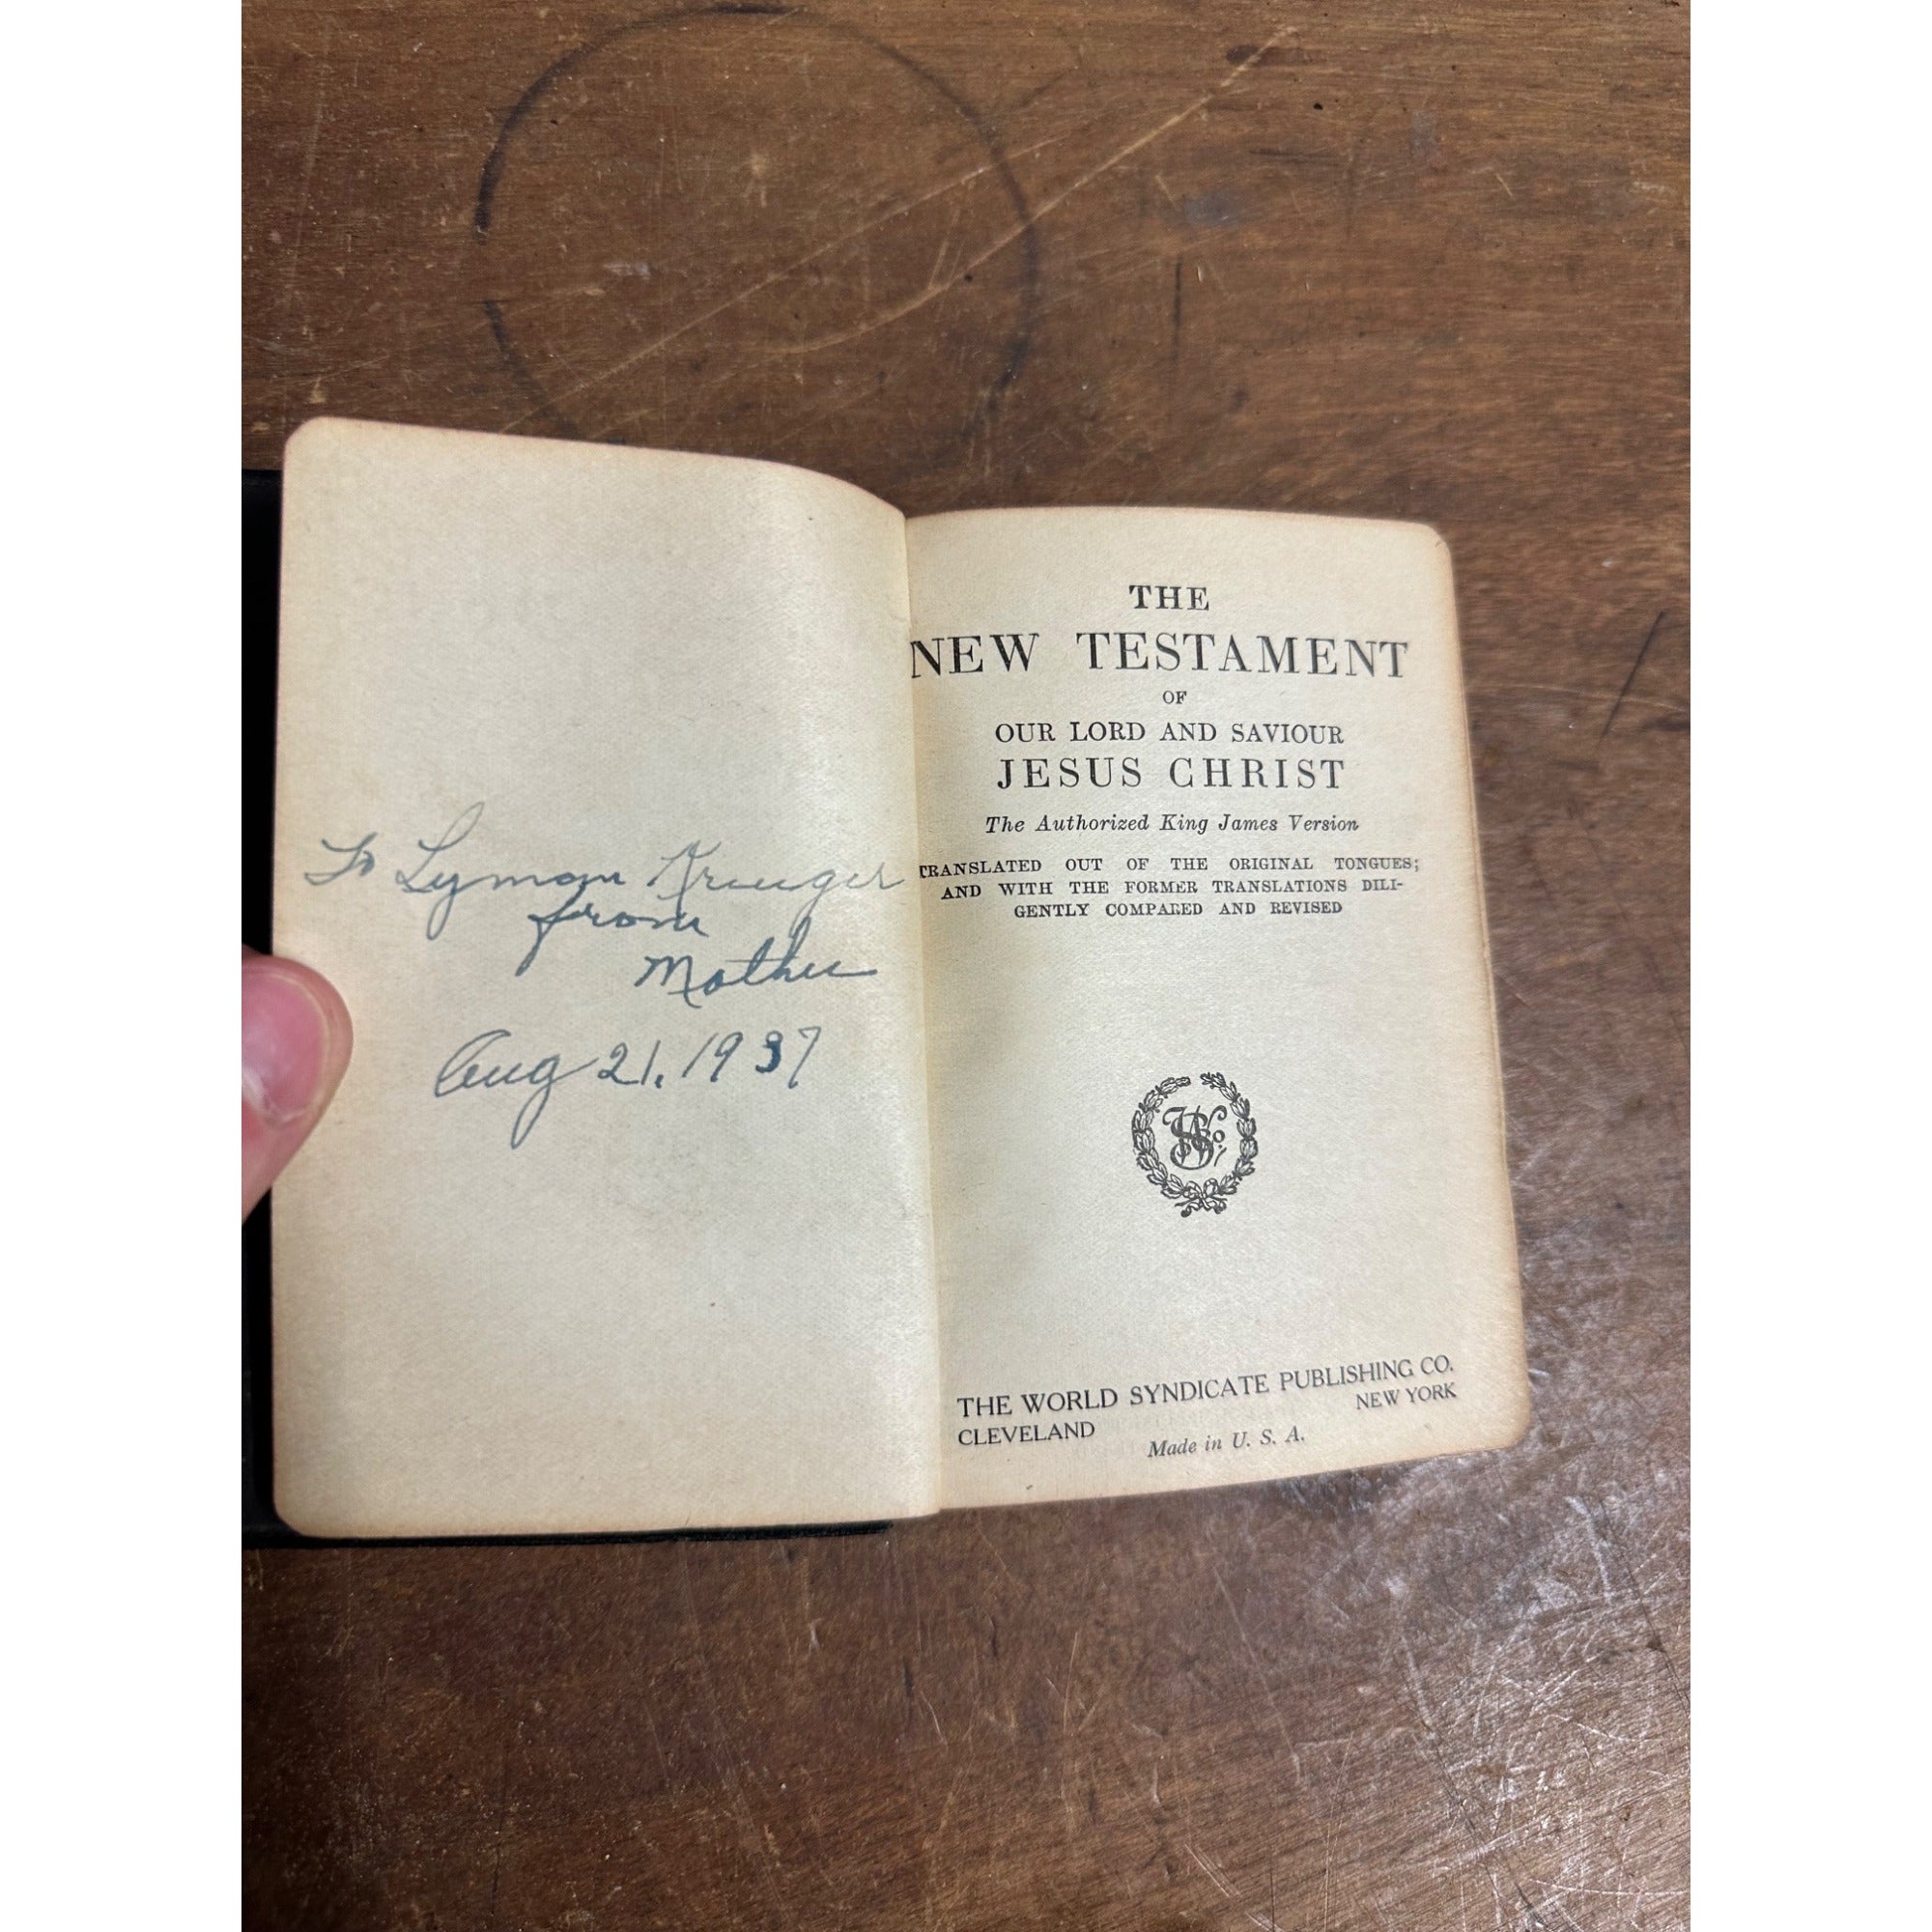 To Lyman Krueger
from
Mother
Aug 21, 1937
THE
NEW TESTAMENT
OF
OUR LORD AND SAVIOUR
JESUS CHRIST
The Authorized King James Version
TRANSLATED OUT OF THE ORIGINAL TONGUES;
AND WITH THE FORMER TRANSLATIONS DILI-
GENTLY COMPARED AND REVISED
THE WORLD SYNDICATE PUBLISHING CO.
CLEVELAND NEW YORK
Made in U. S. A.